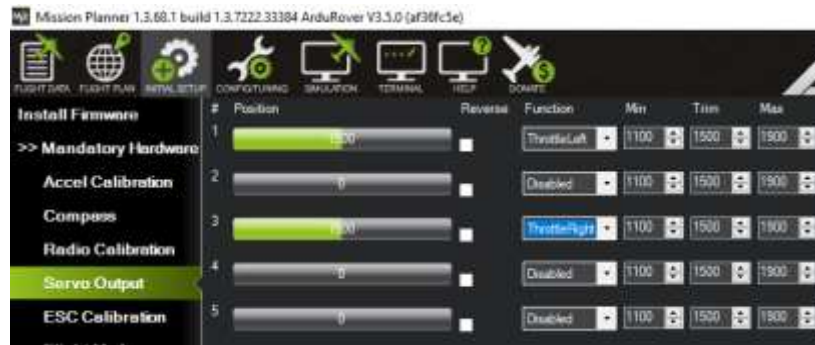 Mission Planner 1.3.68.1 build 1.3.7222.33384 ArduRover V3.5.0 (af36fc5e)
FLIGHT DATA FLIGHT PLAN INITIAL SETUP CONFIG/TUNING SIMULATION TERMINAL HELP DONATE
Install Firmware
>> Mandatory Hardware
Accel Calibration
Compass
Radio Calibration
Servo Output
ESC Calibration
# Position Reverse Function Min Trim Max
1 1500 ThrottleLeft 1100 1500 1900
2 0 Disabled 1100 1500 1900
3 1500 ThrottleRight 1100 1500 1900
4 0 Disabled 1100 1500 1900
5 0 Disabled 1100 1500 1900